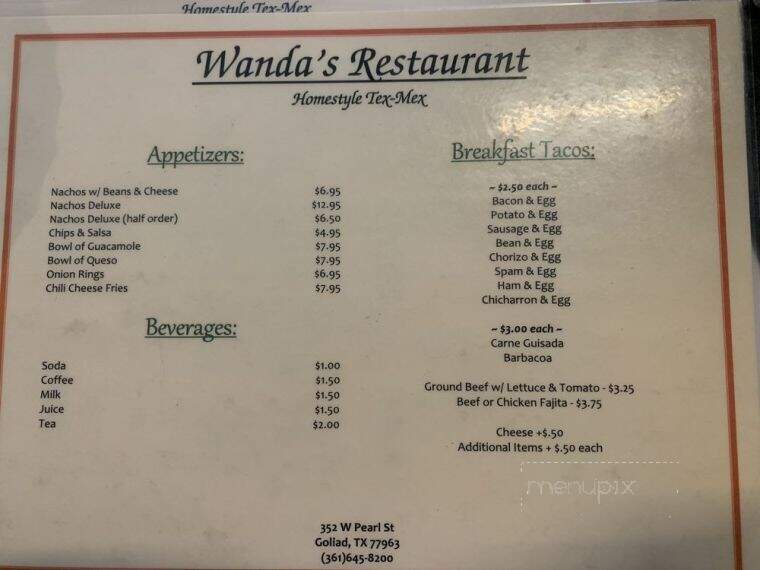 Homestyle Tex-Mex
Wanda's Restaurant
Homestyle Tex-Mex
Appetizers:
Nachos w/ Beans & Cheese $6.95
Nachos Deluxe $12.95
Nachos Deluxe (half order) $6.50
Chips & Salsa $4.95
Bowl of Guacamole $7.95
Bowl of Queso $7.95
Onion Rings $6.95
Chili Cheese Fries $7.95
Beverages:
Soda $1.00
Coffee $1.50
Milk $1.50
Juice $1.50
Tea $2.00
Breakfast Tacos:
~ $2.50 each ~
Bacon & Egg
Potato & Egg
Sausage & Egg
Bean & Egg
Chorizo & Egg
Spam & Egg
Ham & Egg
Chicharron & Egg
~ $3.00 each ~
Carne Guisada
Barbacoa
Ground Beef w/ Lettuce & Tomato - $3.25
Beef or Chicken Fajita - $3.75
Cheese +$.50
Additional Items + $.50 each
menupix
352 W Pearl St
Goliad, TX 77963
(361)645-8200